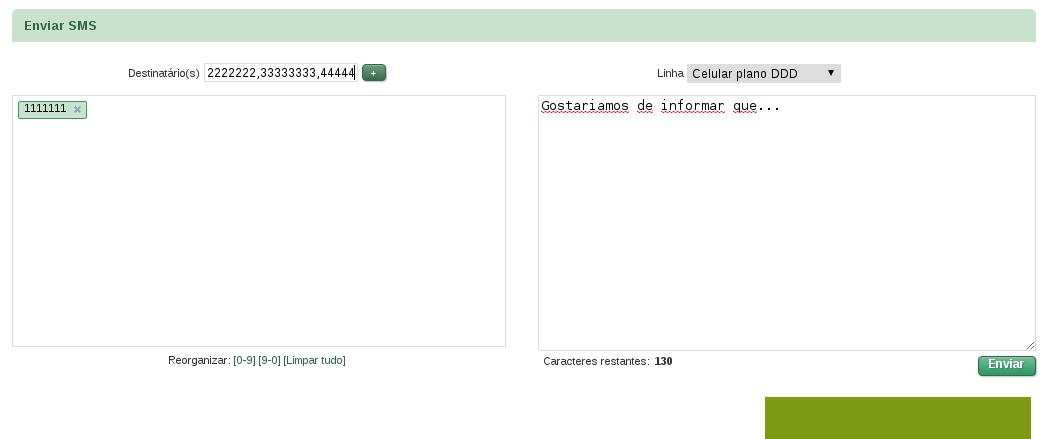 Enviar SMS
Destinatário(s) 2222222,33333333,44444 +
Linha Celular plano DDD
1111111
Gostariamos de informar que...
Reorganizar: [0-9] [9-0] [Limpar tudo]
Caracteres restantes: 130
Enviar